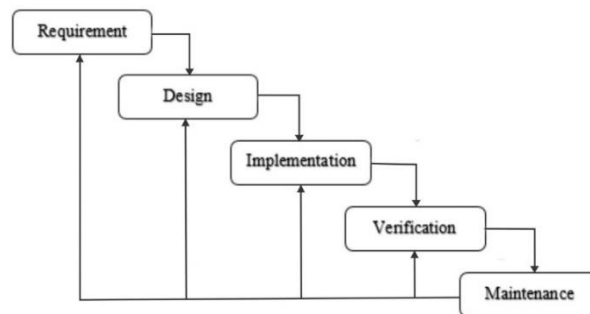 Requirement
Design
Implementation
Verification
Maintenance